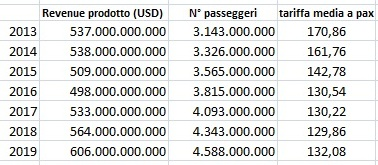 Revenue prodotto (USD) N° passeggeri tariffa media a pax
2013 537.000.000.000 3.143.000.000 170,86
2014 538.000.000.000 3.326.000.000 161,76
2015 509.000.000.000 3.565.000.000 142,78
2016 498.000.000.000 3.815.000.000 130,54
2017 533.000.000.000 4.093.000.000 130,22
2018 564.000.000.000 4.343.000.000 129,86
2019 606.000.000.000 4.588.000.000 132,08